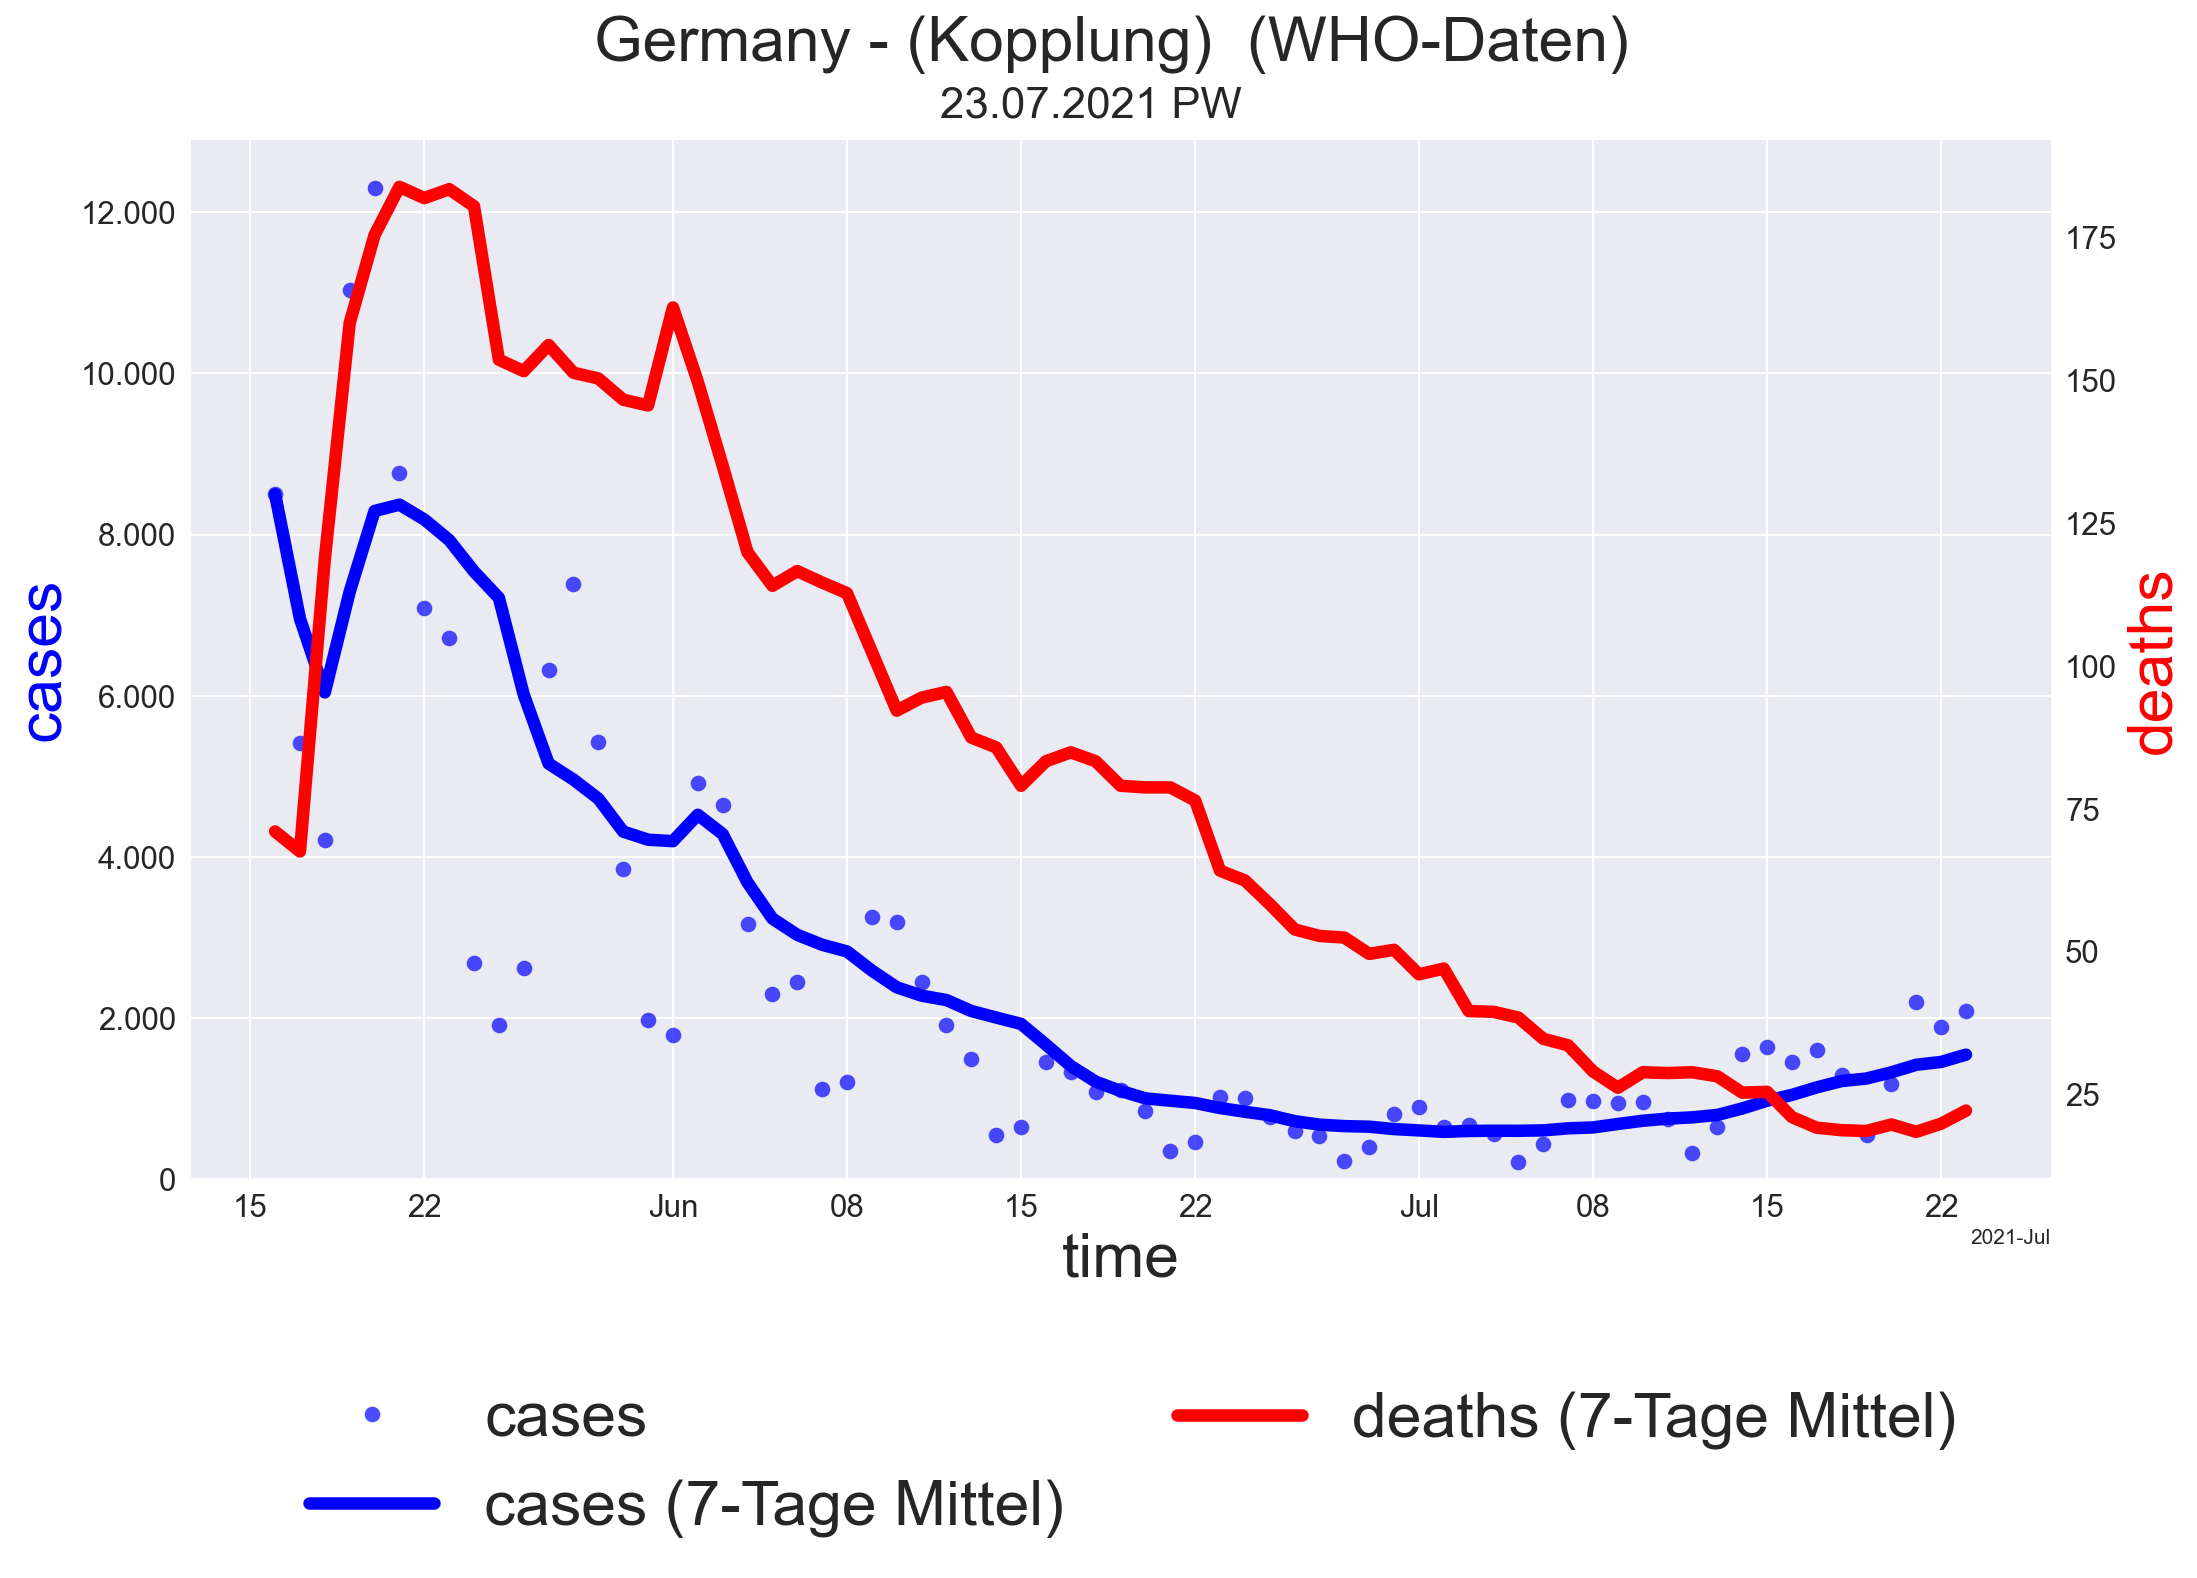 Germany - (Kopplung)  (WHO-Daten)
23.07.2021 PW
12.000
10.000
8.000
6.000
4.000
2.000
0
cases
175
150
125
100
75
50
25
deaths
15 22 Jun 08 15 22 Jul 08 15 22
2021-Jul
time
cases
cases (7-Tage Mittel)
deaths (7-Tage Mittel)